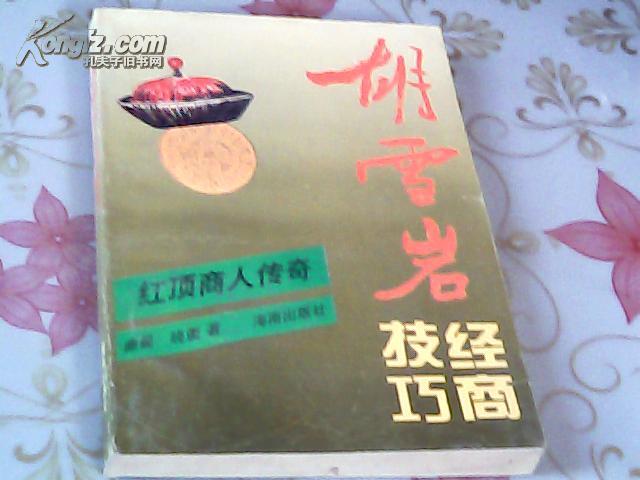 Kongfz.com
孔夫子旧书网
胡雪岩
经商
技巧
红顶商人传奇
著 海南出版社